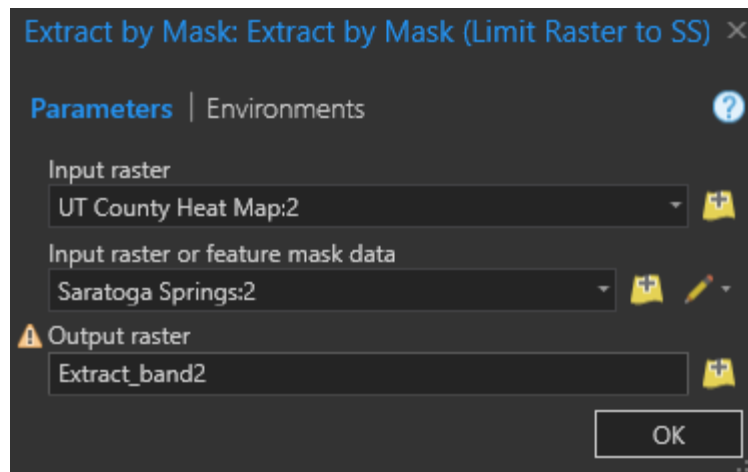 Extract by Mask: Extract by Mask (Limit Raster to SS)
Parameters | Environments
Input raster
UT County Heat Map:2
Input raster or feature mask data
Saratoga Springs:2
Output raster
Extract_band2
OK